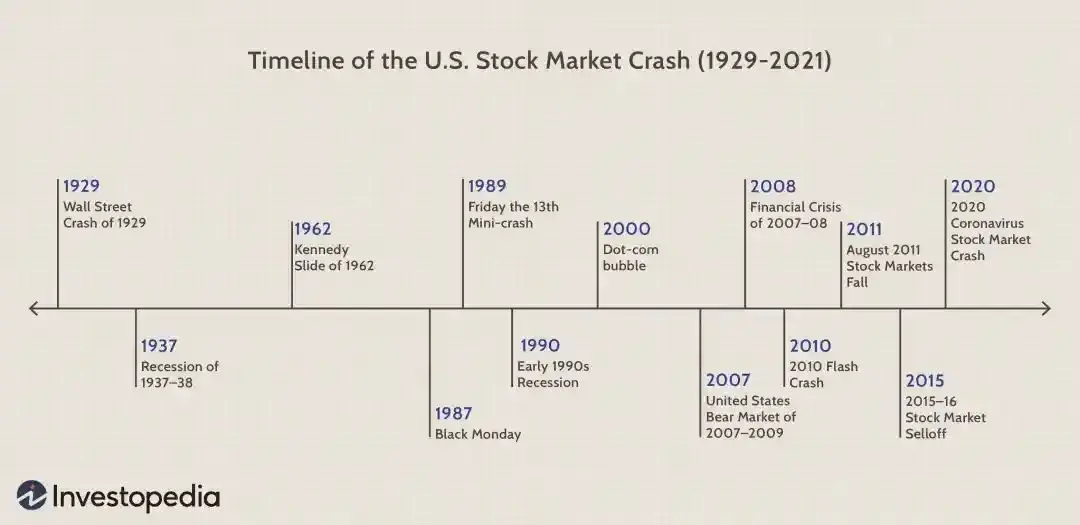 Timeline of the U.S. Stock Market Crash (1929-2021)
1929
Wall Street
Crash of 1929
1937
Recession of
1937–38
1962
Kennedy
Slide of 1962
1987
Black Monday
1989
Friday the 13th
Mini-crash
1990
Early 1990s
Recession
2000
Dot-com
bubble
2007
United States
Bear Market of
2007–2009
2008
Financial Crisis
of 2007–08
2010
2010 Flash
Crash
2011
August 2011
Stock Markets
Fall
2015
2015–16
Stock Market
Selloff
2020
2020
Coronavirus
Stock Market
Crash
Investopedia